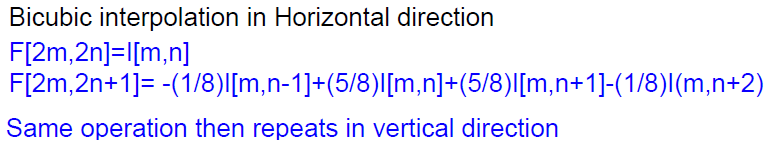 Bicubic interpolation in Horizontal direction
F[2m,2n]=I[m,n]
F[2m,2n+1]= -(1/8)I[m,n-1]+(5/8)I[m,n]+(5/8)I[m,n+1]-(1/8)I(m,n+2)
Same operation then repeats in vertical direction